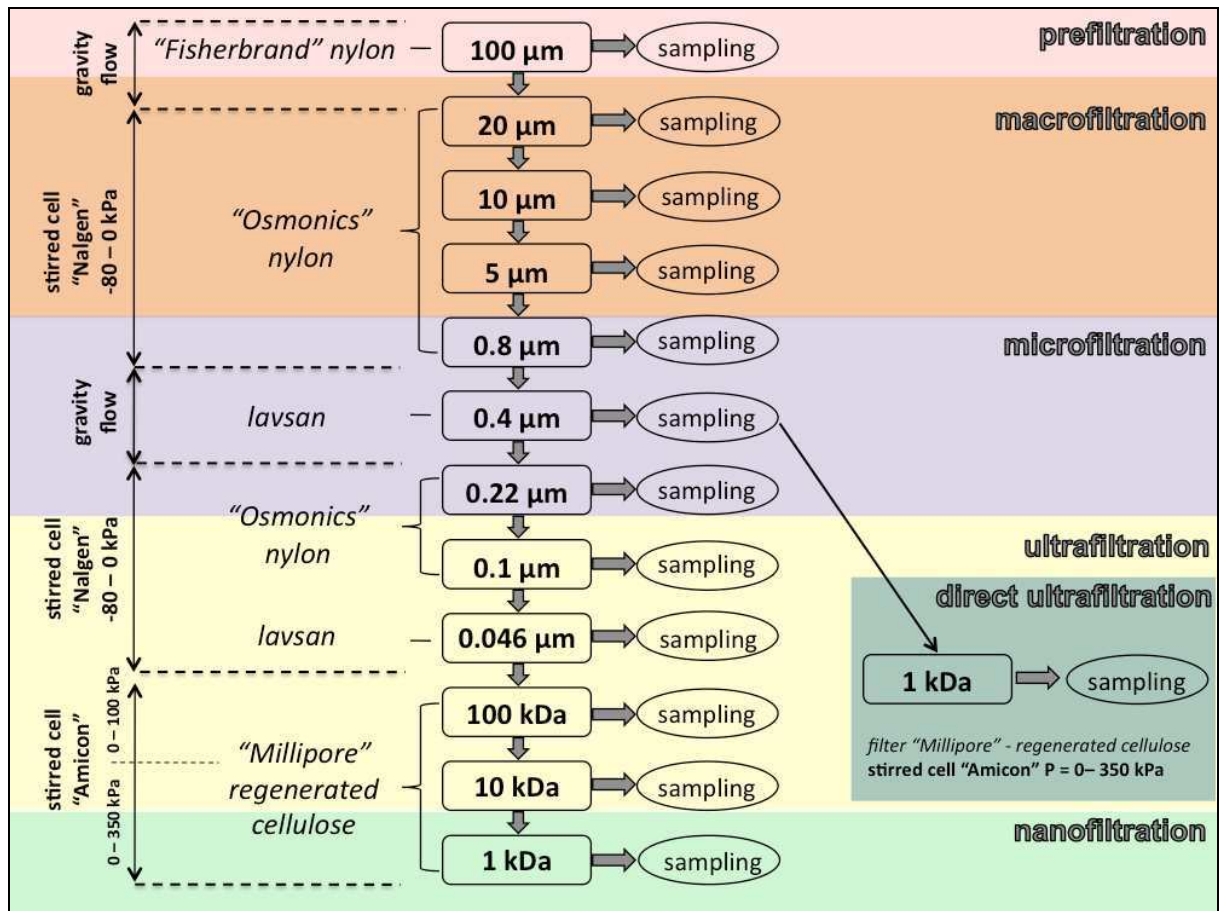 prefiltration
gravity
flow
“Fisherbrand” nylon
100 µm
sampling
macrofiltration
20 µm
sampling
10 µm
sampling
stirred cell
“Nalgen”
-80 – 0 kPa
“Osmonics”
nylon
5 µm
sampling
microfiltration
0.8 µm
sampling
gravity
flow
lavsan
0.4 µm
sampling
0.22 µm
sampling
stirred cell
“Nalgen”
-80 – 0 kPa
“Osmonics”
nylon
ultrafiltration
0.1 µm
sampling
lavsan
0.046 µm
sampling
direct ultrafiltration
1 kDa
sampling
filter “Millipore” - regenerated cellulose
stirred cell “Amicon” P = 0– 350 kPa
stirred cell
“Amicon”
0 – 100 kPa
0 – 350 kPa
“Millipore”
regenerated
cellulose
100 kDa
sampling
10 kDa
sampling
nanofiltration
1 kDa
sampling